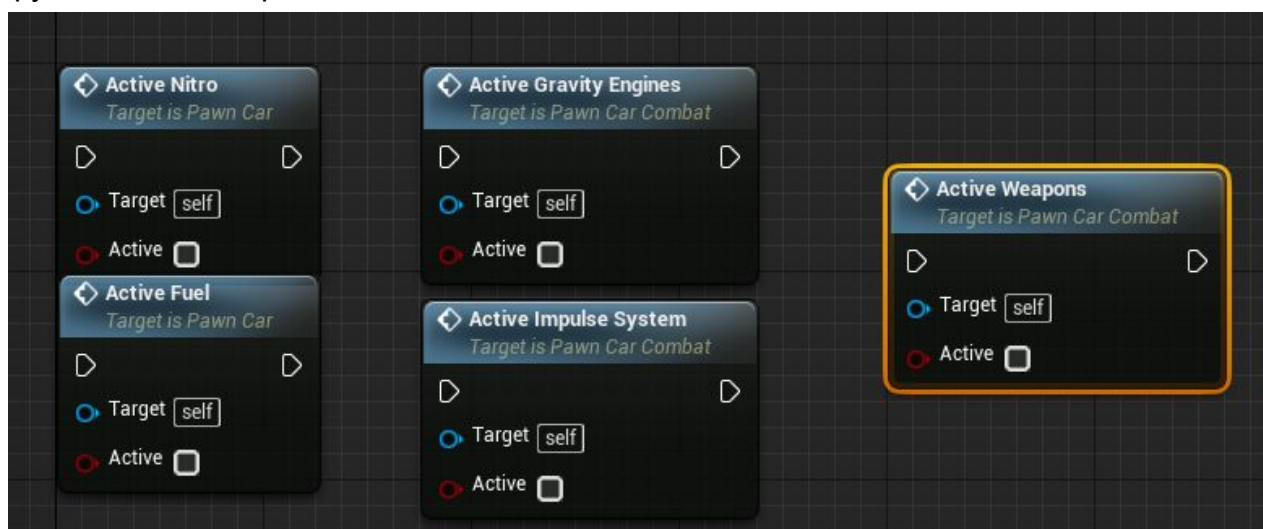 Active Nitro
Target is Pawn Car
Target self
Active
Active Fuel
Target is Pawn Car
Target self
Active
Active Gravity Engines
Target is Pawn Car Combat
Target self
Active
Active Impulse System
Target is Pawn Car Combat
Target self
Active
Active Weapons
Target is Pawn Car Combat
Target self
Active